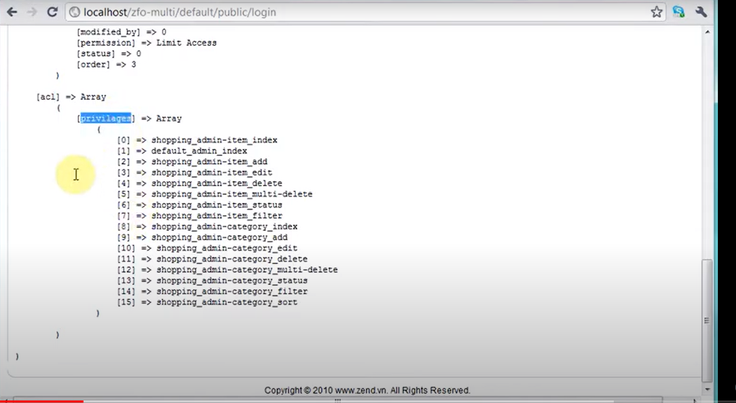 localhost/zfo-multi/default/public/login
[modified_by] => 0
[permission] => Limit Access
[status] => 0
[order] => 3
)
[acl] => Array
(
[privilages] => Array
(
[0] => shopping_admin-item_index
[1] => default_admin_index
[2] => shopping_admin-item_add
[3] => shopping_admin-item_edit
[4] => shopping_admin-item_delete
[5] => shopping_admin-item_multi-delete
[6] => shopping_admin-item_status
[7] => shopping_admin-item_filter
[8] => shopping_admin-category_index
[9] => shopping_admin-category_add
[10] => shopping_admin-category_edit
[11] => shopping_admin-category_delete
[12] => shopping_admin-category_multi-delete
[13] => shopping_admin-category_status
[14] => shopping_admin-category_filter
[15] => shopping_admin-category_sort
)
)
)
Copyright © 2010 www.zend.vn. All Rights Reserved.